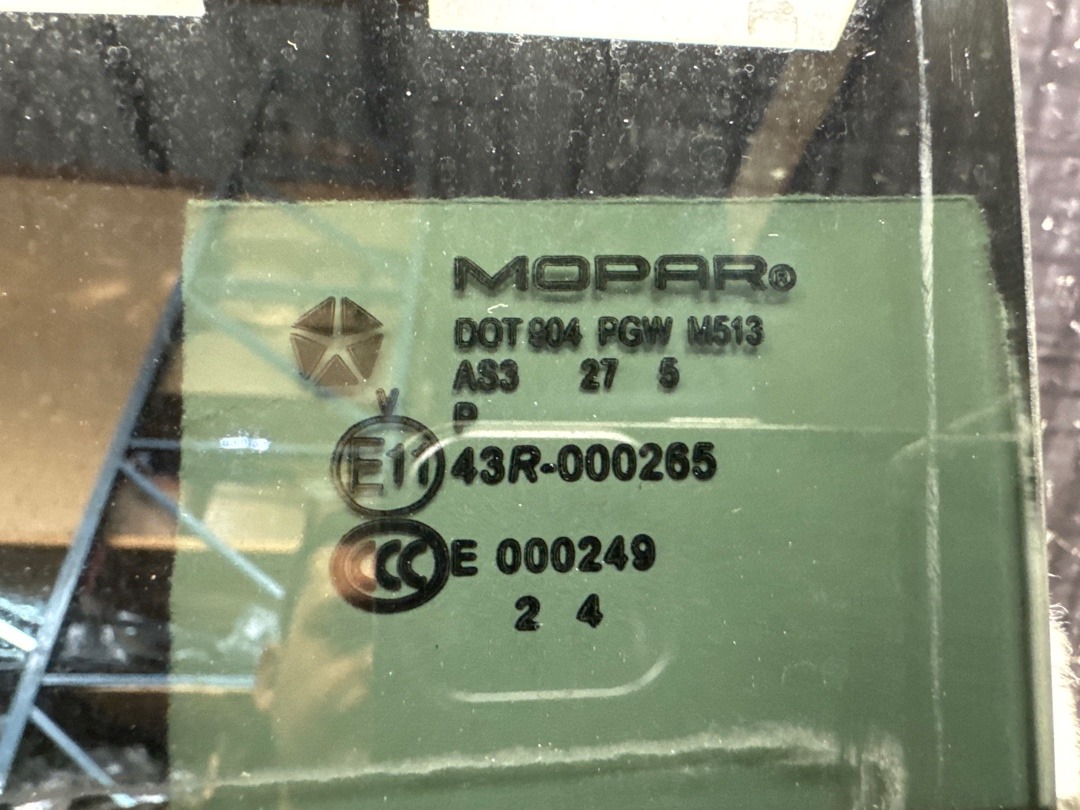 MOPAR®
DOT 904 PGW M513
AS3 27 5
V P
E11 43R-000265
CCC E 000249
2 4